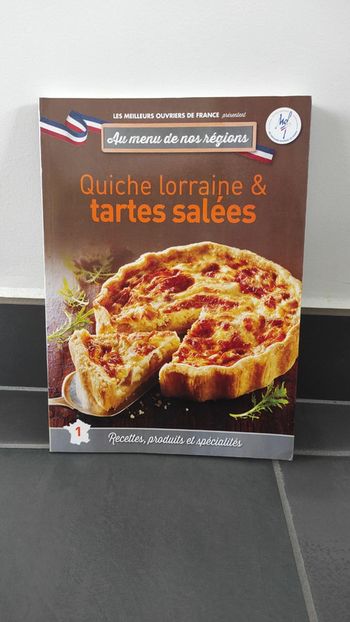 LES MEILLEURS OUVRIERS DE FRANCE présentent
Au menu de nos régions
Quiche lorraine &
tartes salées
1
Recettes, produits et spécialités